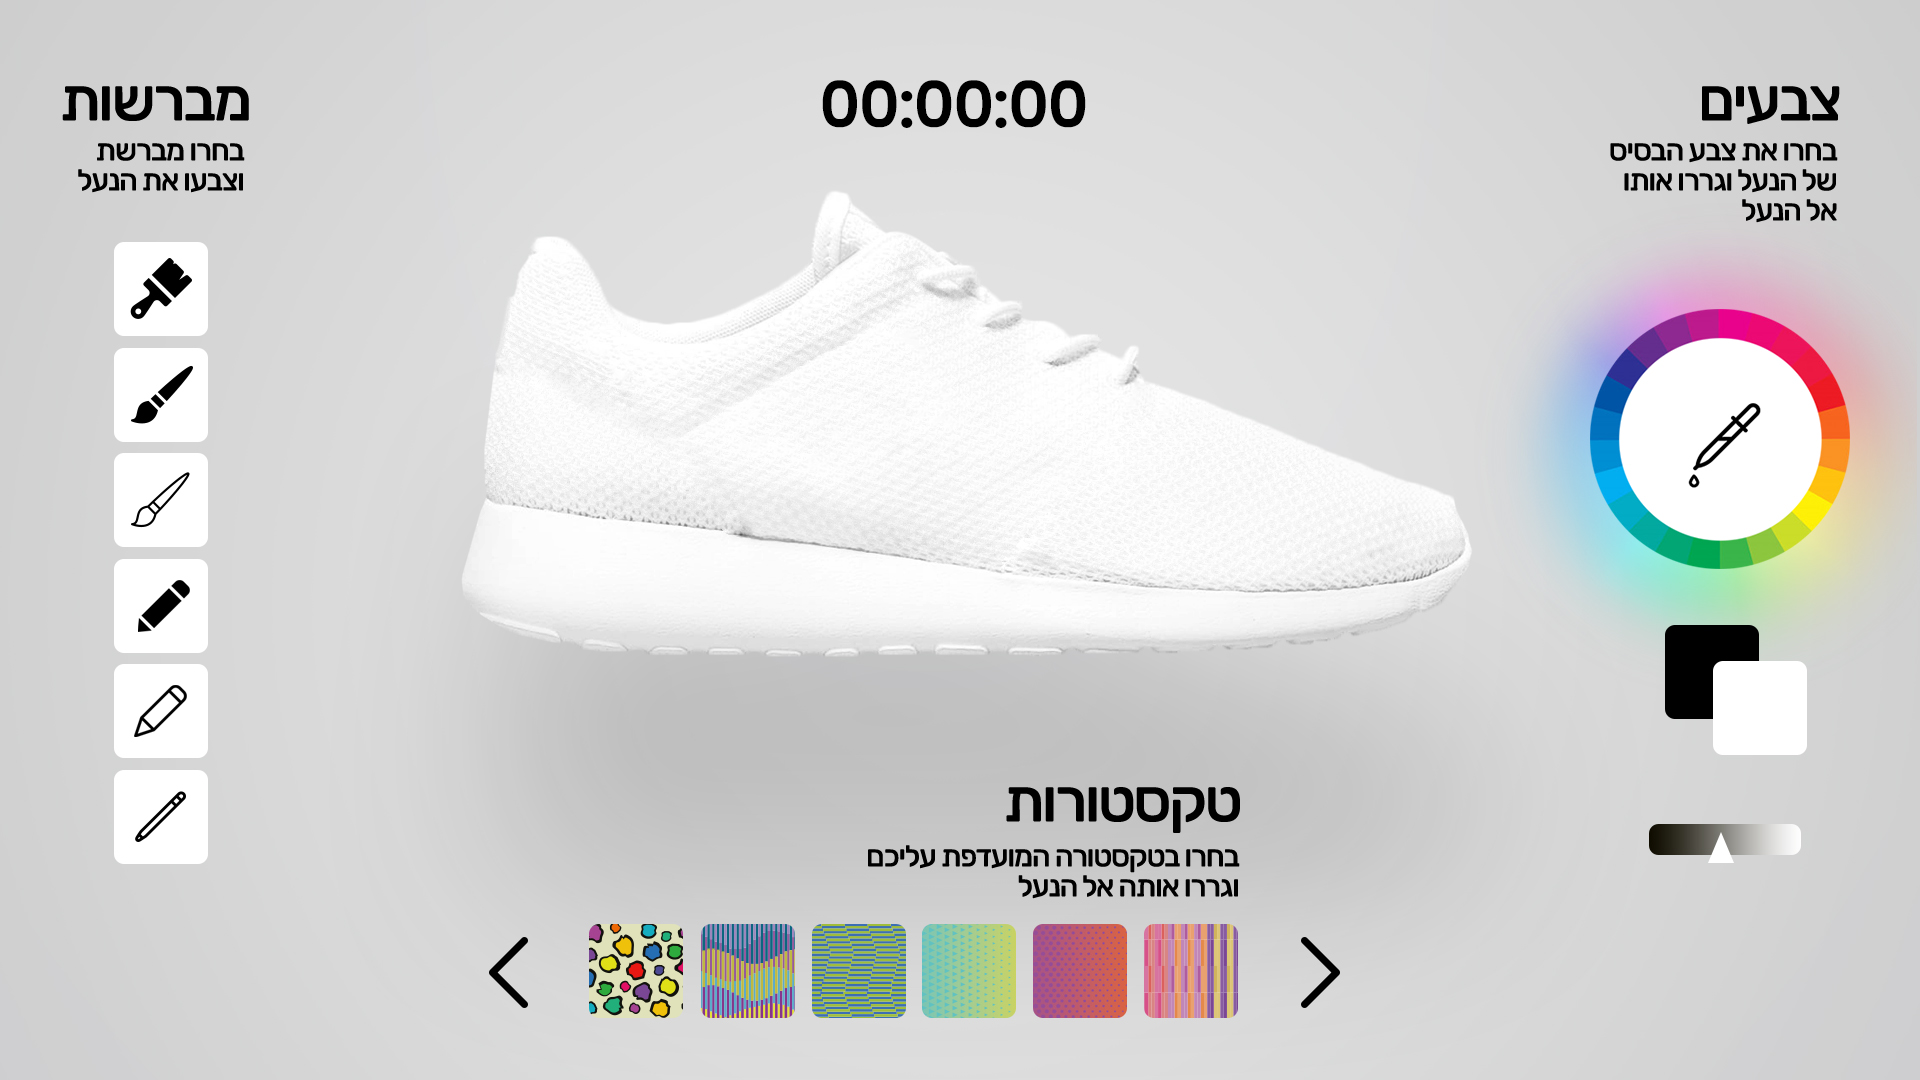 צבעים
בחרו את צבע הבסיס
של הנעל וגררו אותו
אל הנעל
00:00:00
מברשות
בחרו מברשת
וצבעו את הנעל
טקסטורות
בחרו בטקסטורה המועדפת עליכם
וגררו אותה אל הנעל